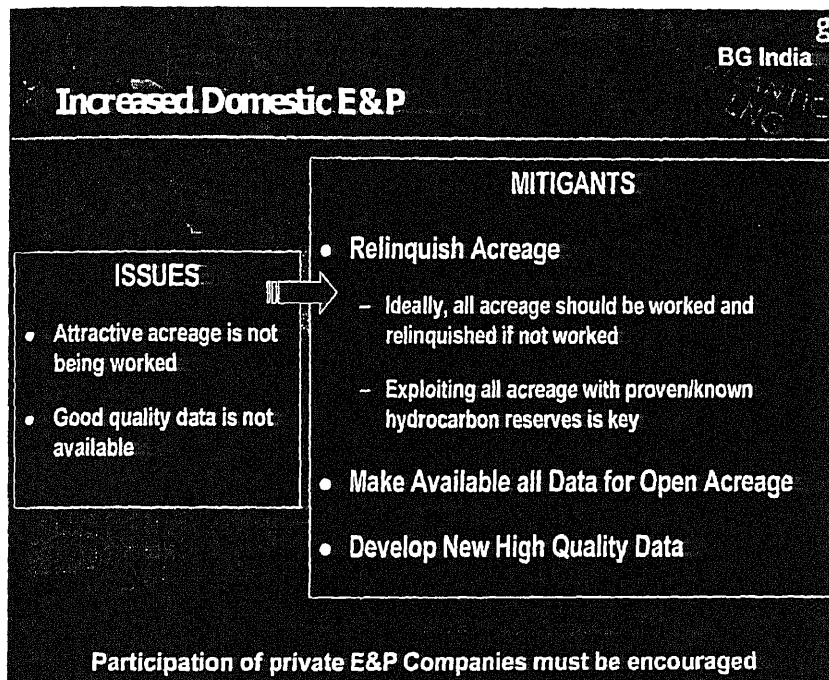 BG India
Increased Domestic E&P
ISSUES
• Attractive acreage is not
being worked
• Good quality data is not
available
MITIGANTS
• Relinquish Acreage
– Ideally, all acreage should be worked and
relinquished if not worked
– Exploiting all acreage with proven/known
hydrocarbon reserves is key
• Make Available all Data for Open Acreage
• Develop New High Quality Data
Participation of private E&P Companies must be encouraged